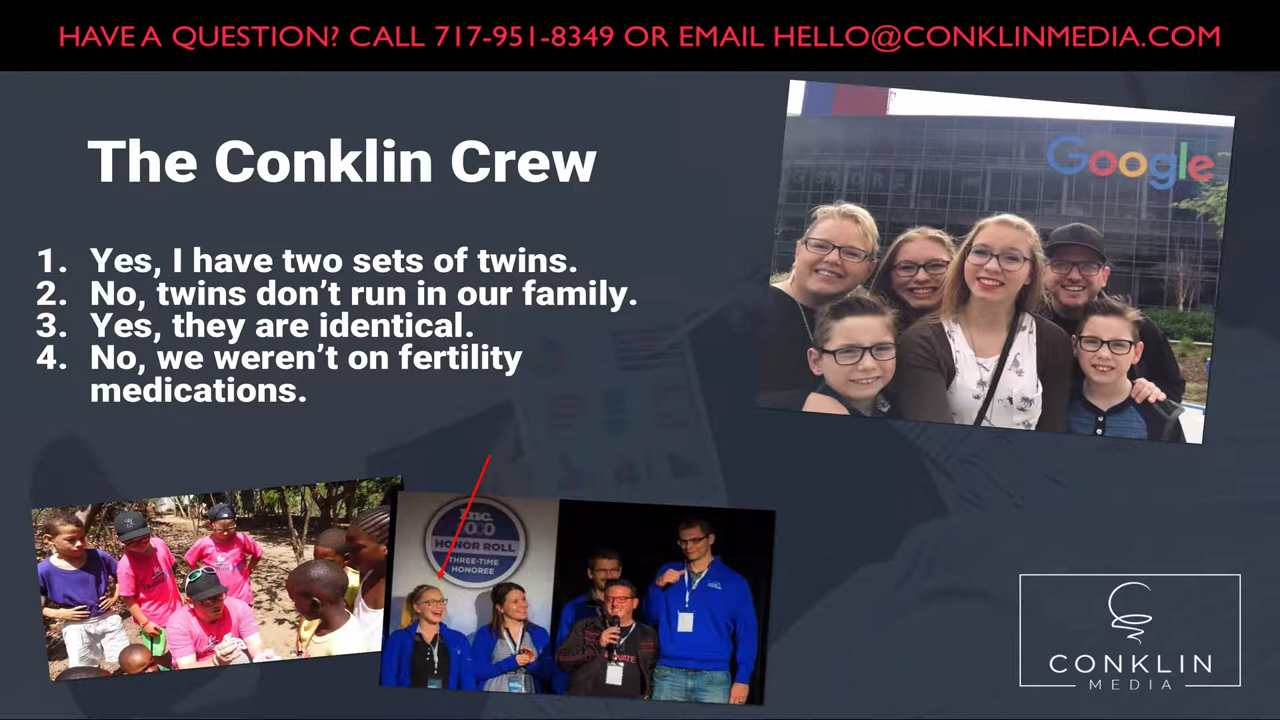 HAVE A QUESTION? CALL 717-951-8349 OR EMAIL HELLO@CONKLINMEDIA.COM
The Conklin Crew
1. Yes, I have two sets of twins.
2. No, twins don’t run in our family.
3. Yes, they are identical.
4. No, we weren’t on fertility
medications.
Google
Inc.
HONOR ROLL
THREE-TIME
HONOREE
CONKLIN
MEDIA